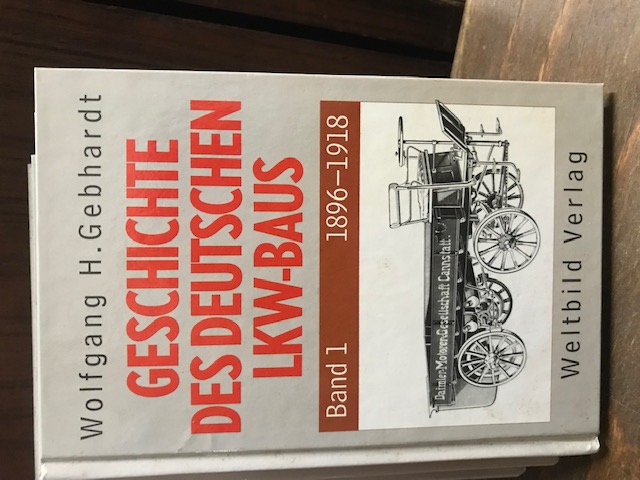 Wolfgang H. Gebhardt
GESCHICHTE
DES DEUTSCHEN
LKW-BAUS
Band 1 1896–1918
Daimler-Motoren-Gesellschaft Cannstatt.
Weltbild Verlag